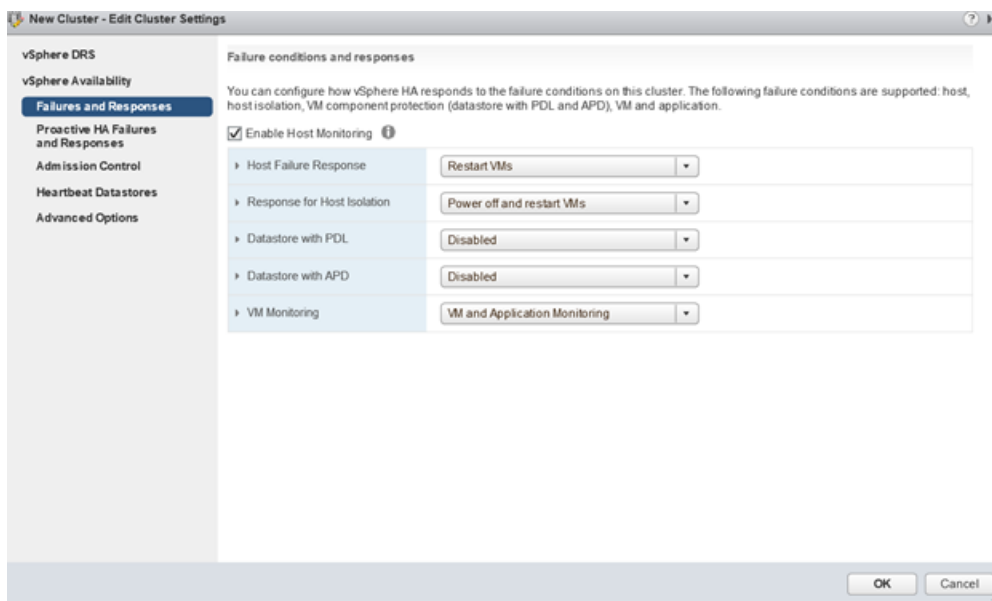 New Cluster - Edit Cluster Settings
?
vSphere DRS
vSphere Availability
Failures and Responses
Proactive HA Failures
and Responses
Admission Control
Heartbeat Datastores
Advanced Options
Failure conditions and responses
You can configure how vSphere HA responds to the failure conditions on this cluster. The following failure conditions are supported: host,
host isolation, VM component protection (datastore with PDL and APD), VM and application.
Enable Host Monitoring
Host Failure Response Restart VMs
Response for Host Isolation Power off and restart VMs
Datastore with PDL Disabled
Datastore with APD Disabled
VM Monitoring VM and Application Monitoring
OK Cancel